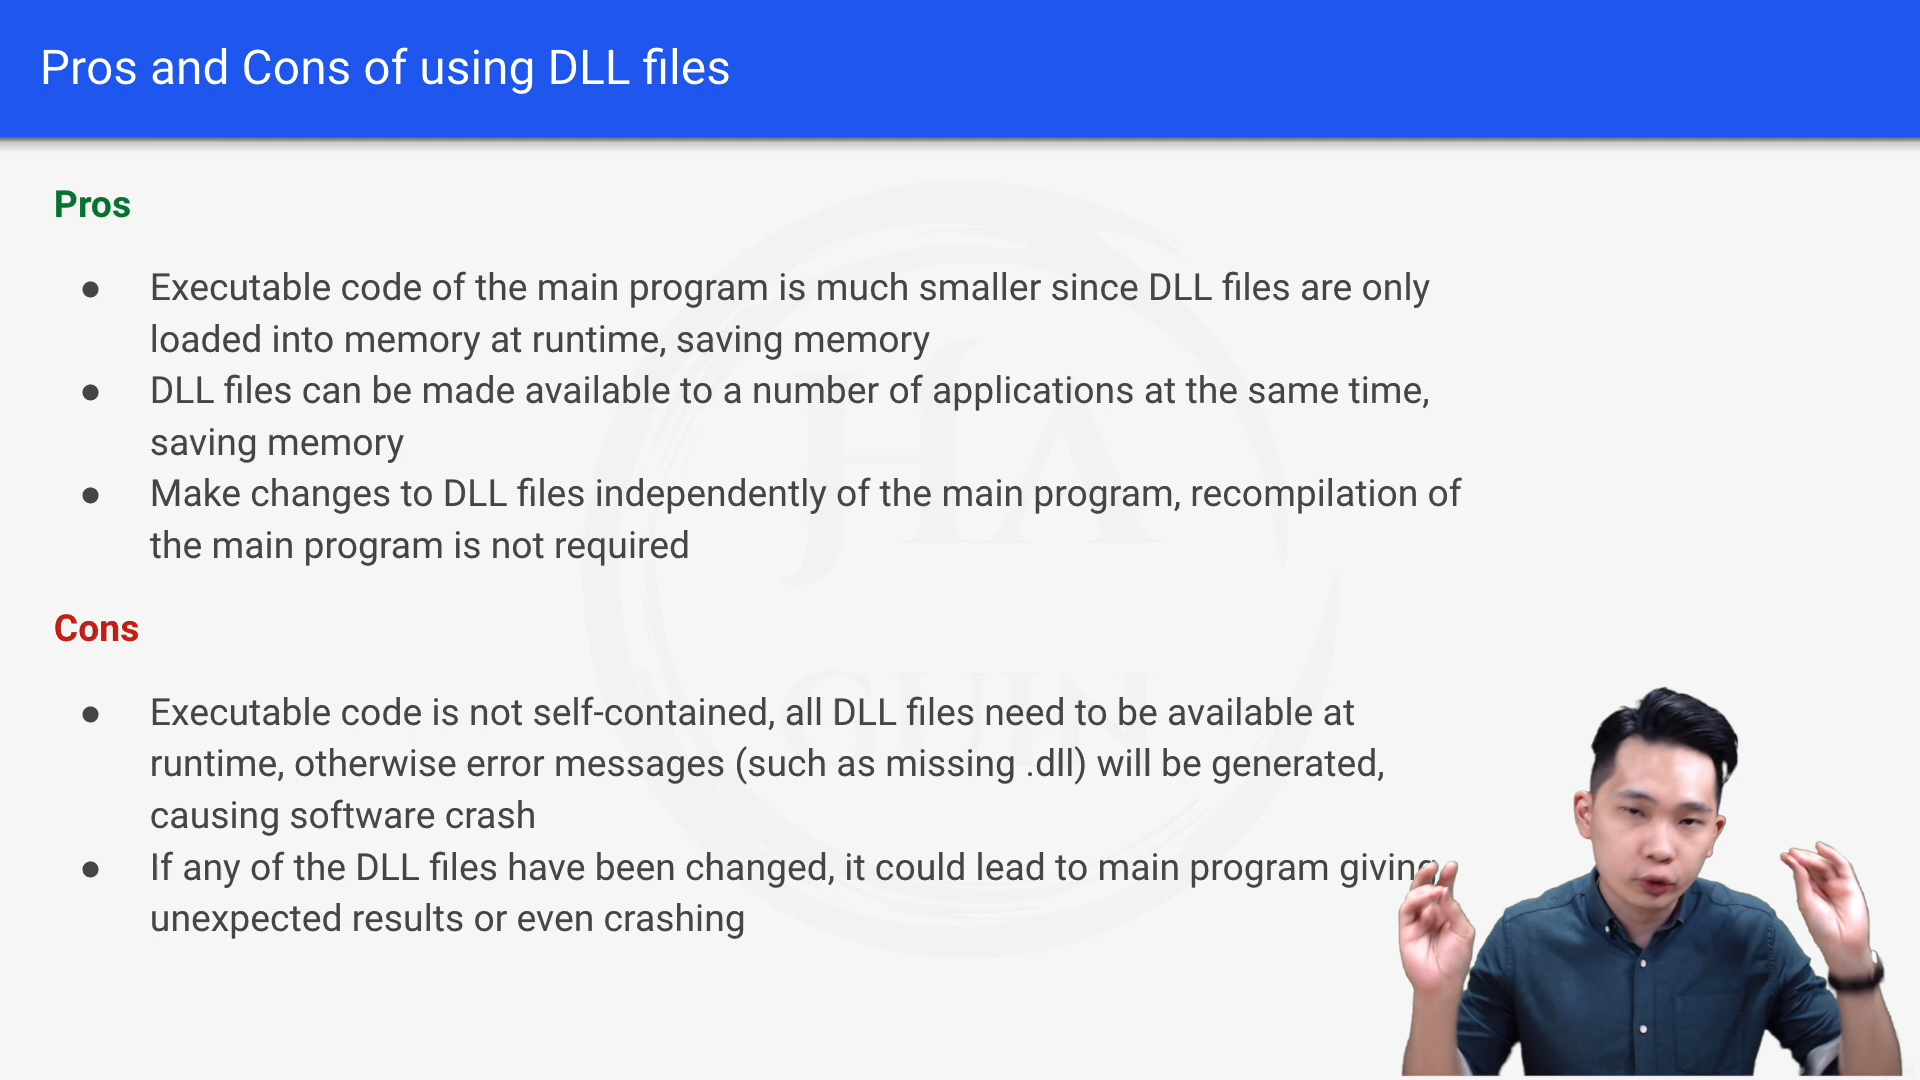 Pros and Cons of using DLL files
Pros
● Executable code of the main program is much smaller since DLL files are only
loaded into memory at runtime, saving memory
● DLL files can be made available to a number of applications at the same time,
saving memory
● Make changes to DLL files independently of the main program, recompilation of
the main program is not required
JHA
GUIN
Cons
● Executable code is not self-contained, all DLL files need to be available at
runtime, otherwise error messages (such as missing .dll) will be generated,
causing software crash
● If any of the DLL files have been changed, it could lead to main program giving
unexpected results or even crashing